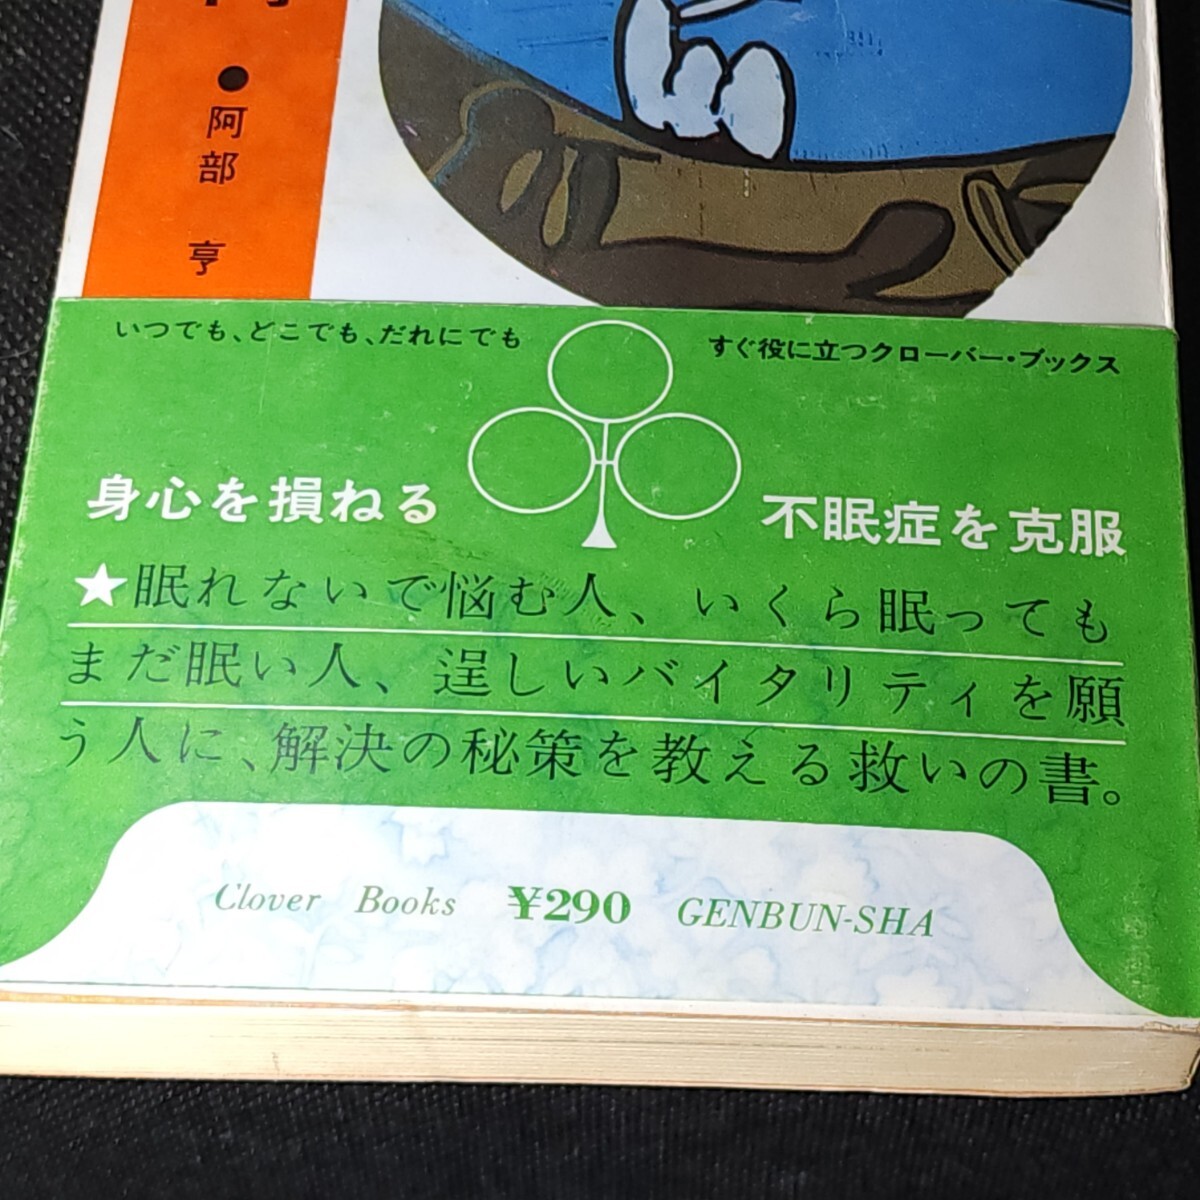 ●阿部 亨
いつでも、どこでも、だれにでも
すぐ役に立つクローバー・ブックス
身心を損ねる
不眠症を克服
★眠れないで悩む人、いくら眠っても
まだ眠い人、逞しいバイタリティを願
う人に、解決の秘策を教える救いの書。
Clover Books ¥290 GENBUN-SHA